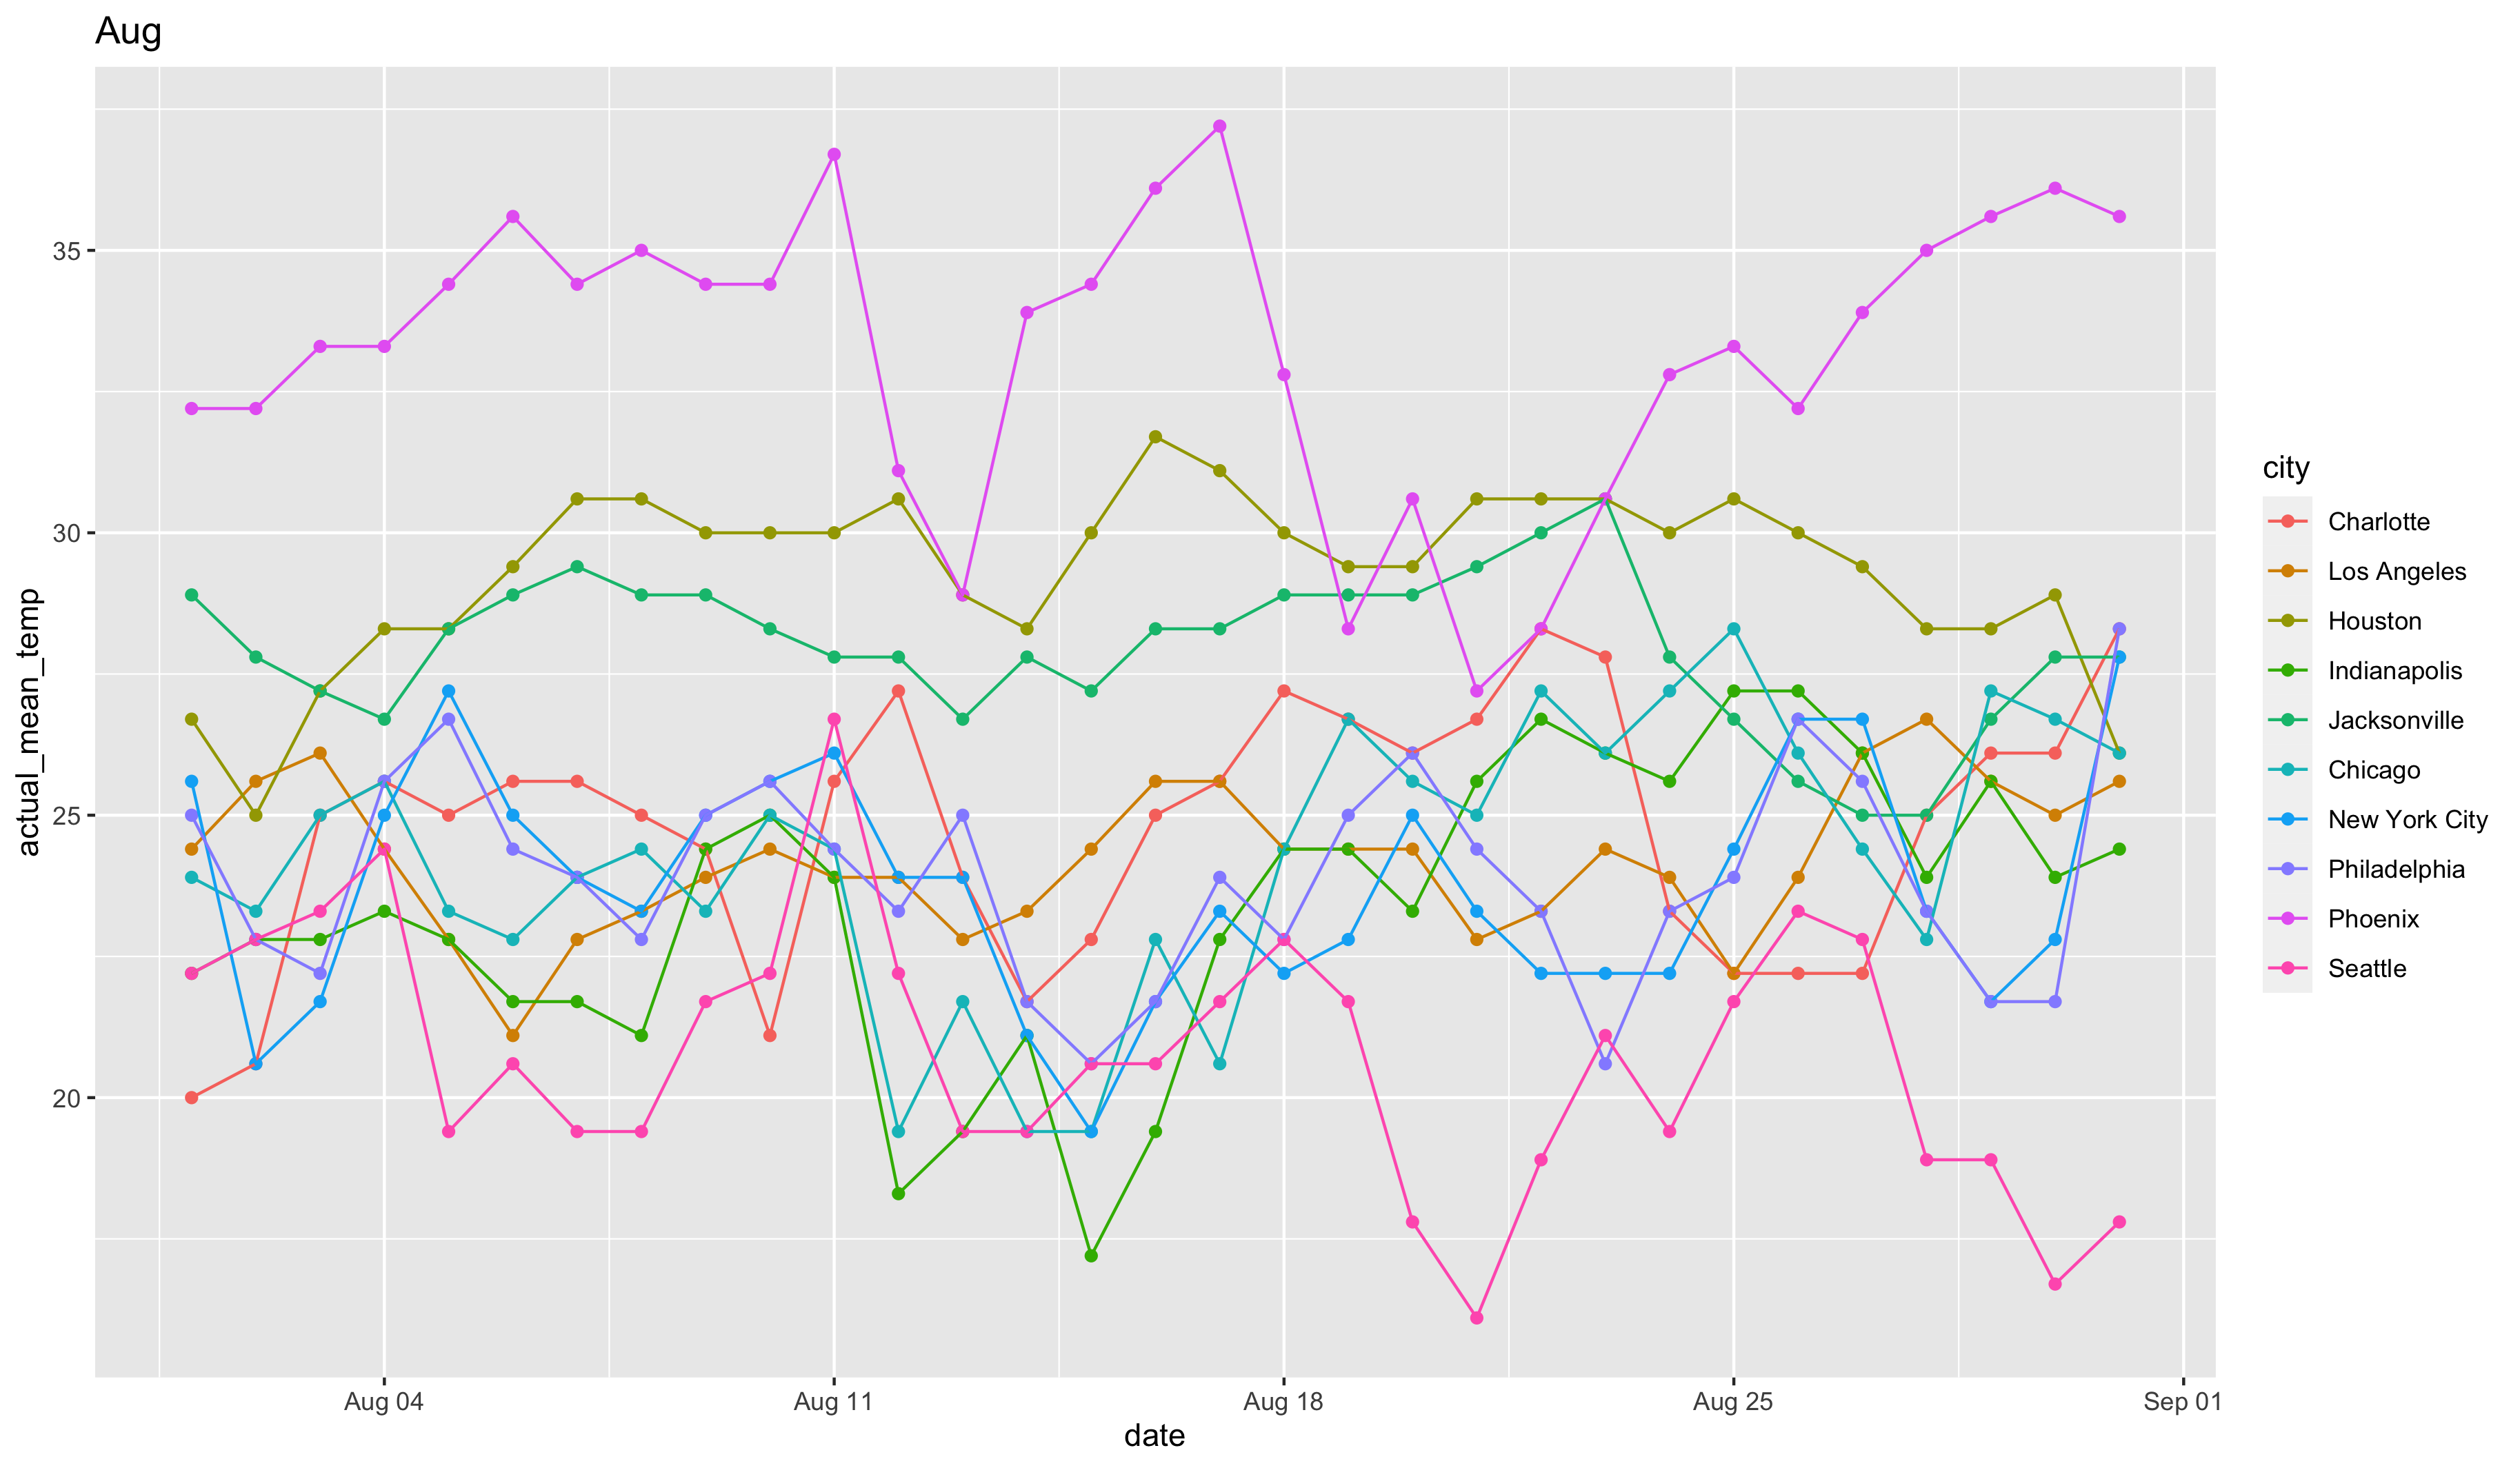 Aug
actual_mean_temp
35
30
25
20
Aug 04
Aug 11
Aug 18
Aug 25
Sep 01
date
city
Charlotte
Los Angeles
Houston
Indianapolis
Jacksonville
Chicago
New York City
Philadelphia
Phoenix
Seattle